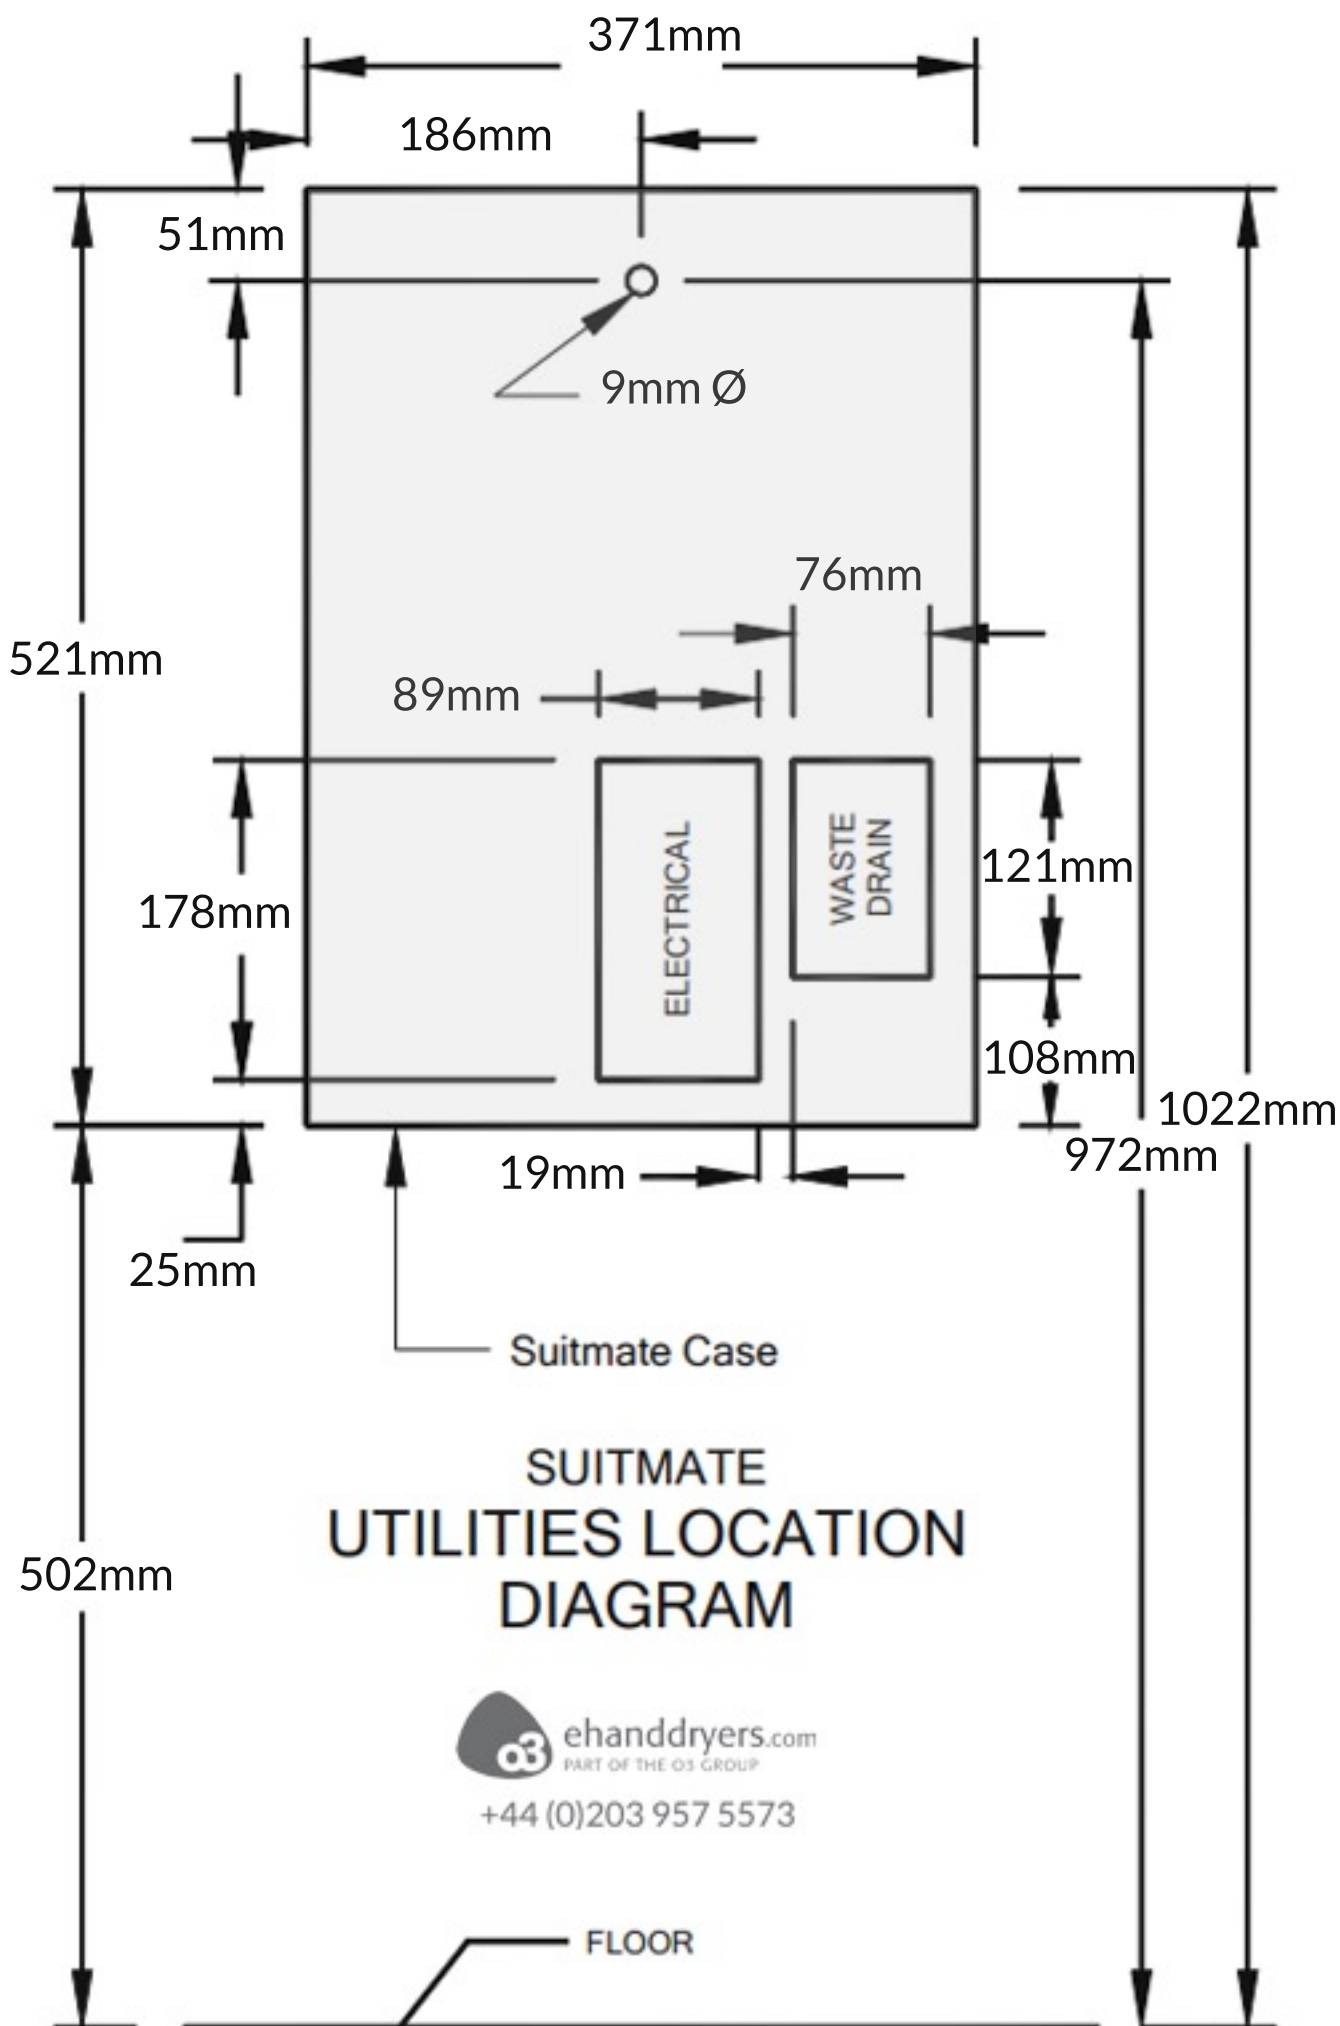 371mm
186mm
51mm
9mm Ø
76mm
521mm
89mm
ELECTRICAL
WASTE
DRAIN
121mm
178mm
108mm
1022mm
972mm
19mm
25mm
Suitmate Case
SUITMATE
UTILITIES LOCATION
DIAGRAM
502mm
o3 ehanddryers.com
PART OF THE O3 GROUP
+44 (0)203 957 5573
FLOOR